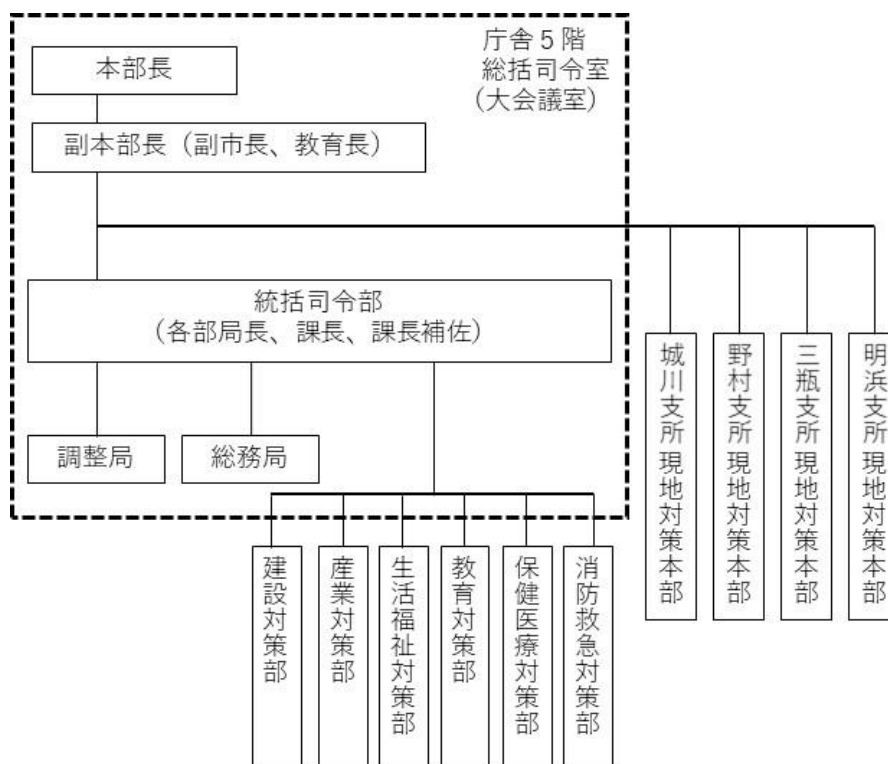 庁舎5階
総括司令室
(大会議室)
本部長
副本部長（副市長、教育長）
統括司令部
（各部局長、課長、課長補佐）
調整局
総務局
城川支所 現地対策本部
野村支所 現地対策本部
三瓶支所 現地対策本部
明浜支所 現地対策本部
建設対策部
産業対策部
生活福祉対策部
教育対策部
保健医療対策部
消防救急対策部